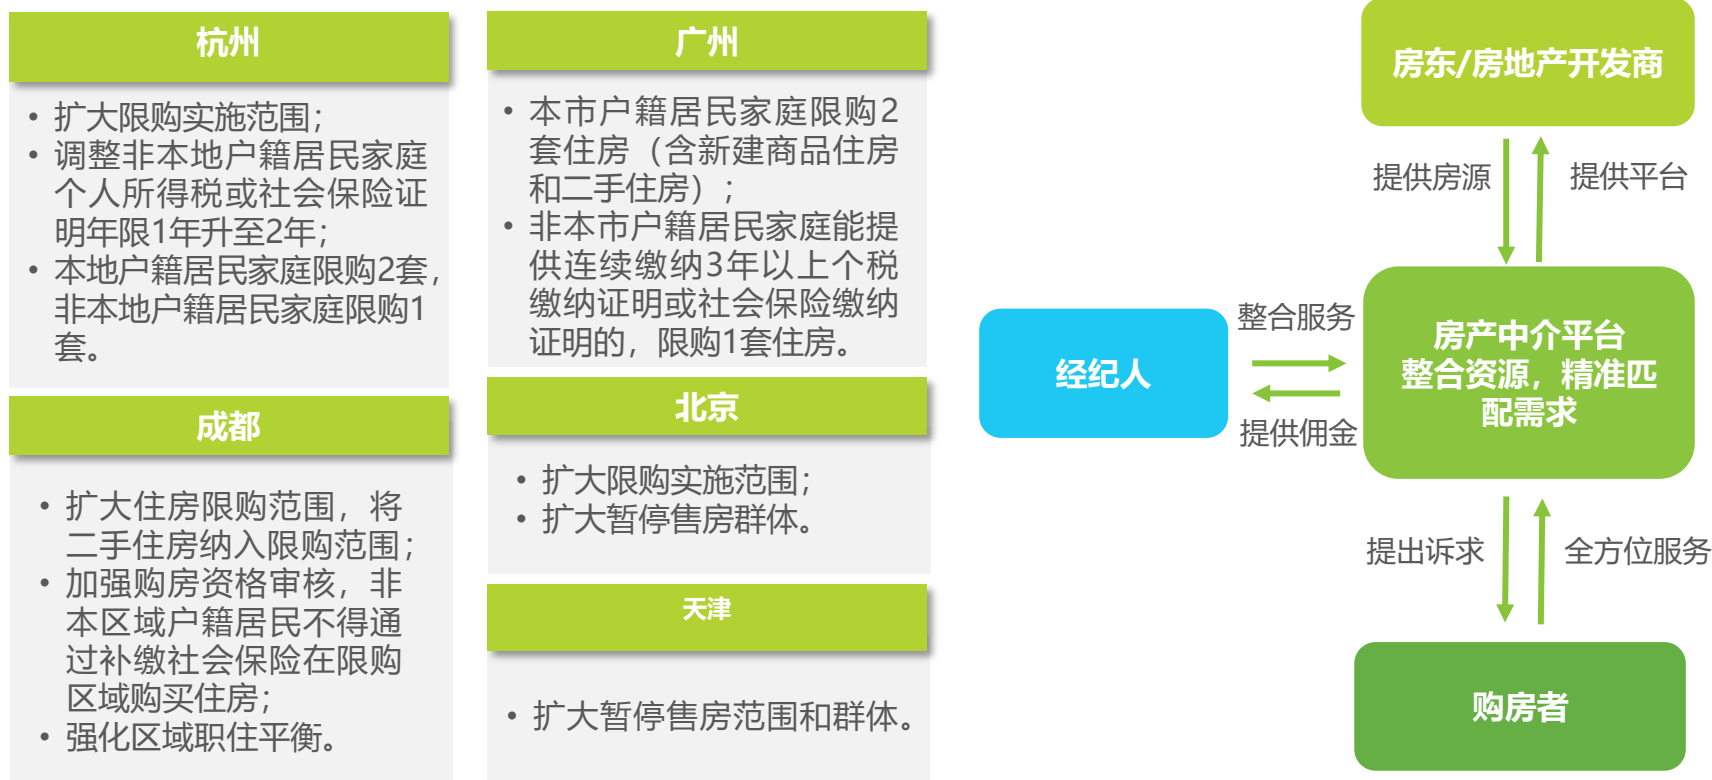 杭州
• 扩大限购实施范围；
• 调整非本地户籍居民家庭
个人所得税或社会保险证
明年限1年升至2年；
• 本地户籍居民家庭限购2套，
非本地户籍居民家庭限购1
套。
成都
• 扩大住房限购范围，将
二手住房纳入限购范围；
• 加强购房资格审核，非
本区域户籍居民不得通
过补缴社会保险在限购
区域购买住房；
• 强化区域职住平衡。
广州
• 本市户籍居民家庭限购2
套住房（含新建商品住房
和二手住房）；
• 非本市户籍居民家庭能提
供连续缴纳3年以上个税
缴纳证明或社会保险缴纳
证明的，限购1套住房。
北京
• 扩大限购实施范围；
• 扩大暂停售房群体。
天津
• 扩大暂停售房范围和群体。
房东/房地产开发商
提供房源
提供平台
经纪人
整合服务
提供佣金
房产中介平台
整合资源，精准匹
配需求
提出诉求
全方位服务
购房者